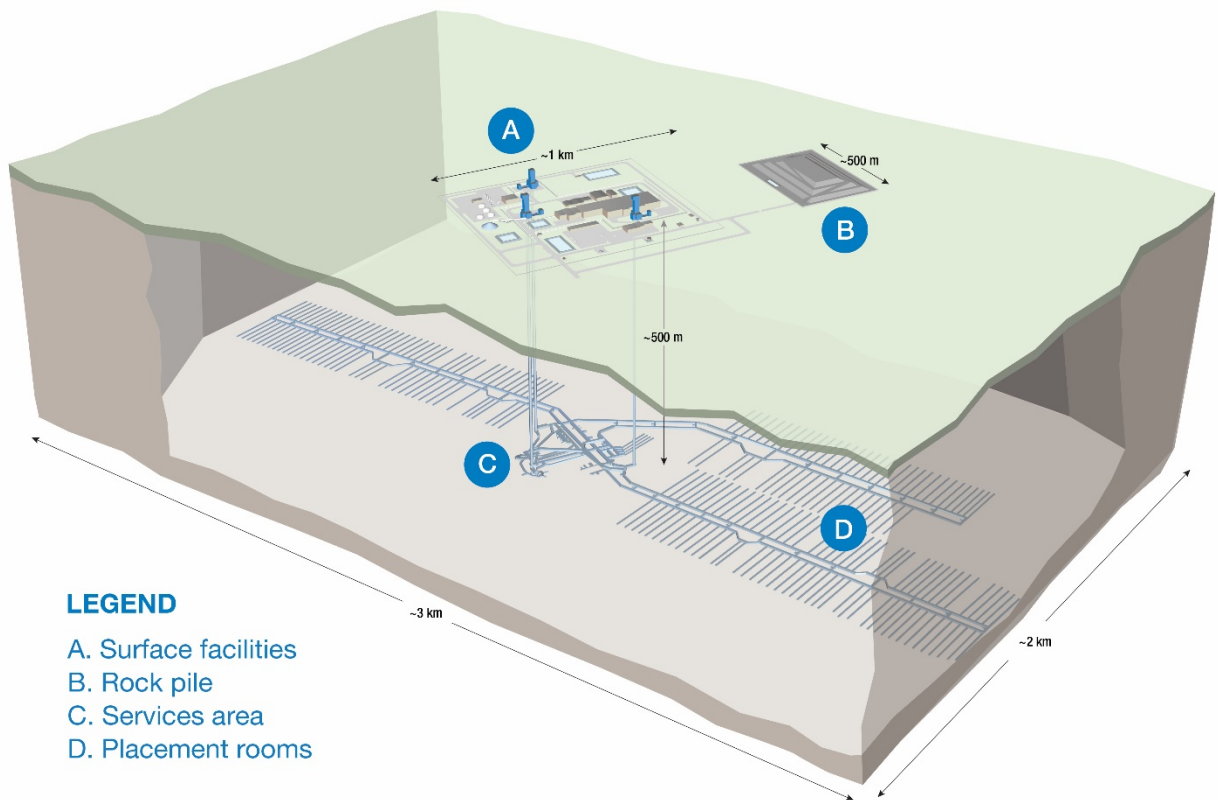 A
~1 km
~500 m
B
~500 m
C
D
~3 km
~2 km
LEGEND
A. Surface facilities
B. Rock pile
C. Services area
D. Placement rooms